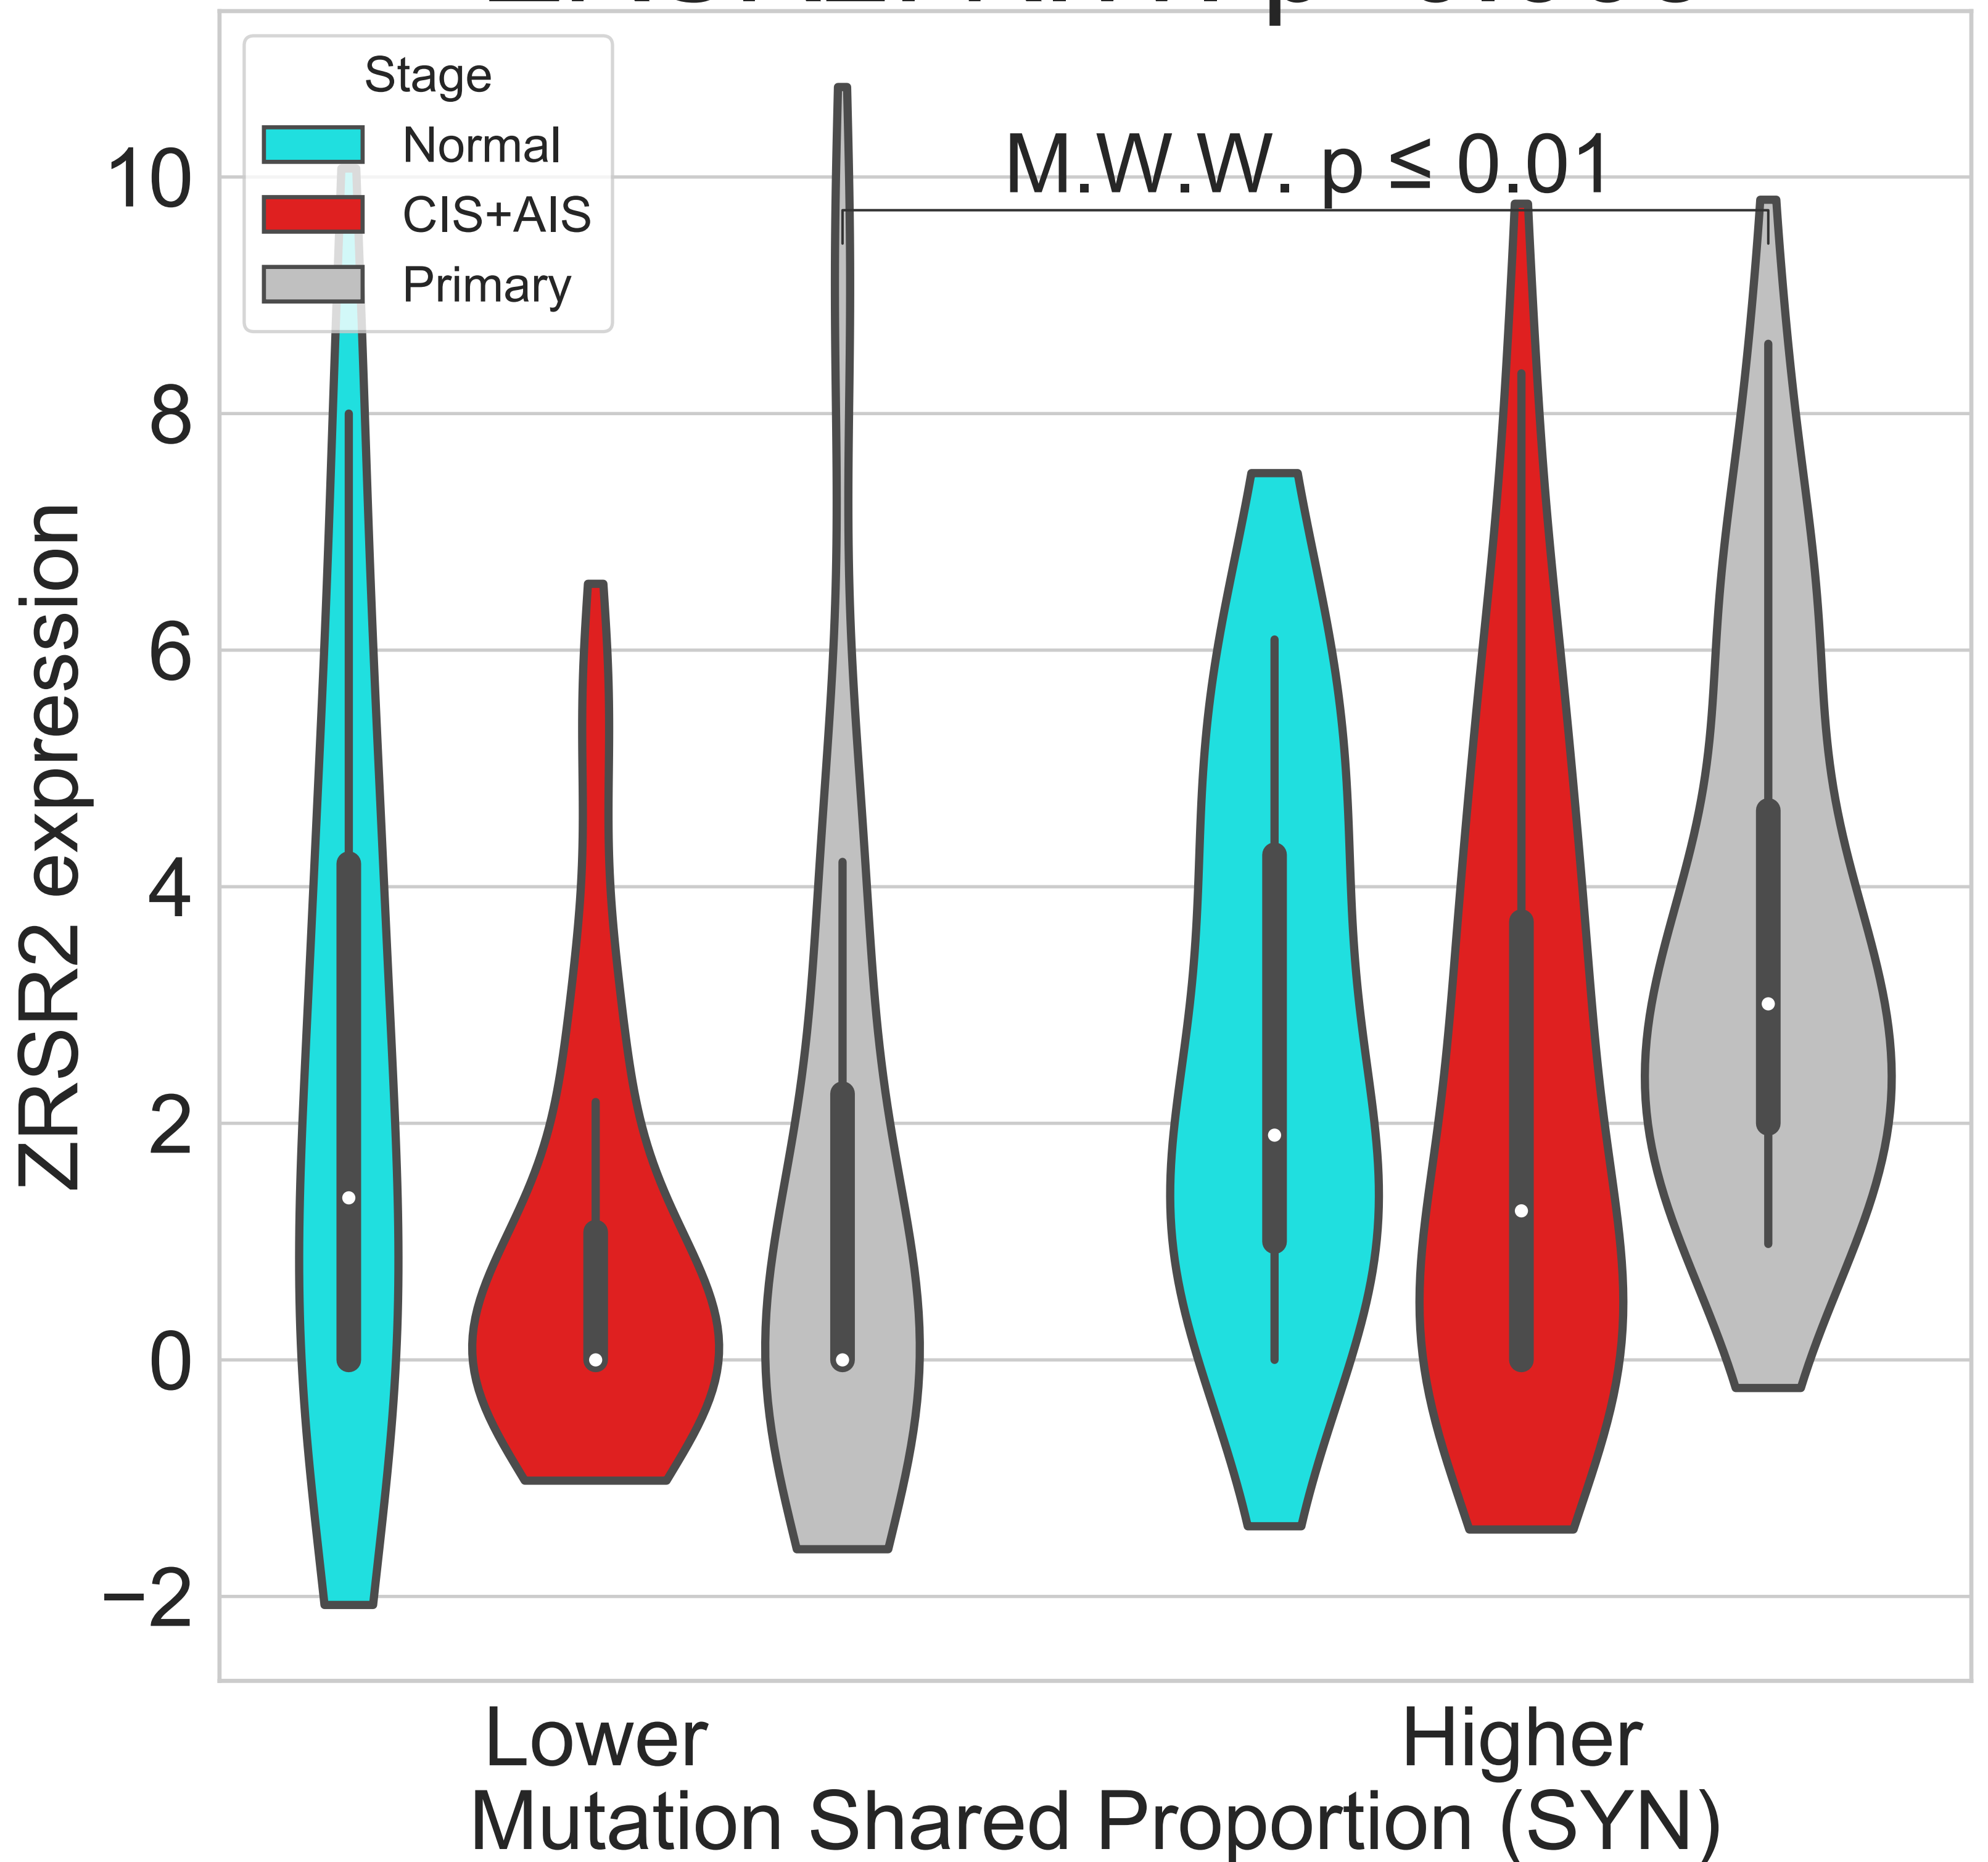 Stage
Normal
CIS+AIS
Primary
M.W.W. p ≤ 0.01
10
8
6
4
2
0
−2
ZRSR2 expression
Lower
Higher
Mutation Shared Proportion (SYN)